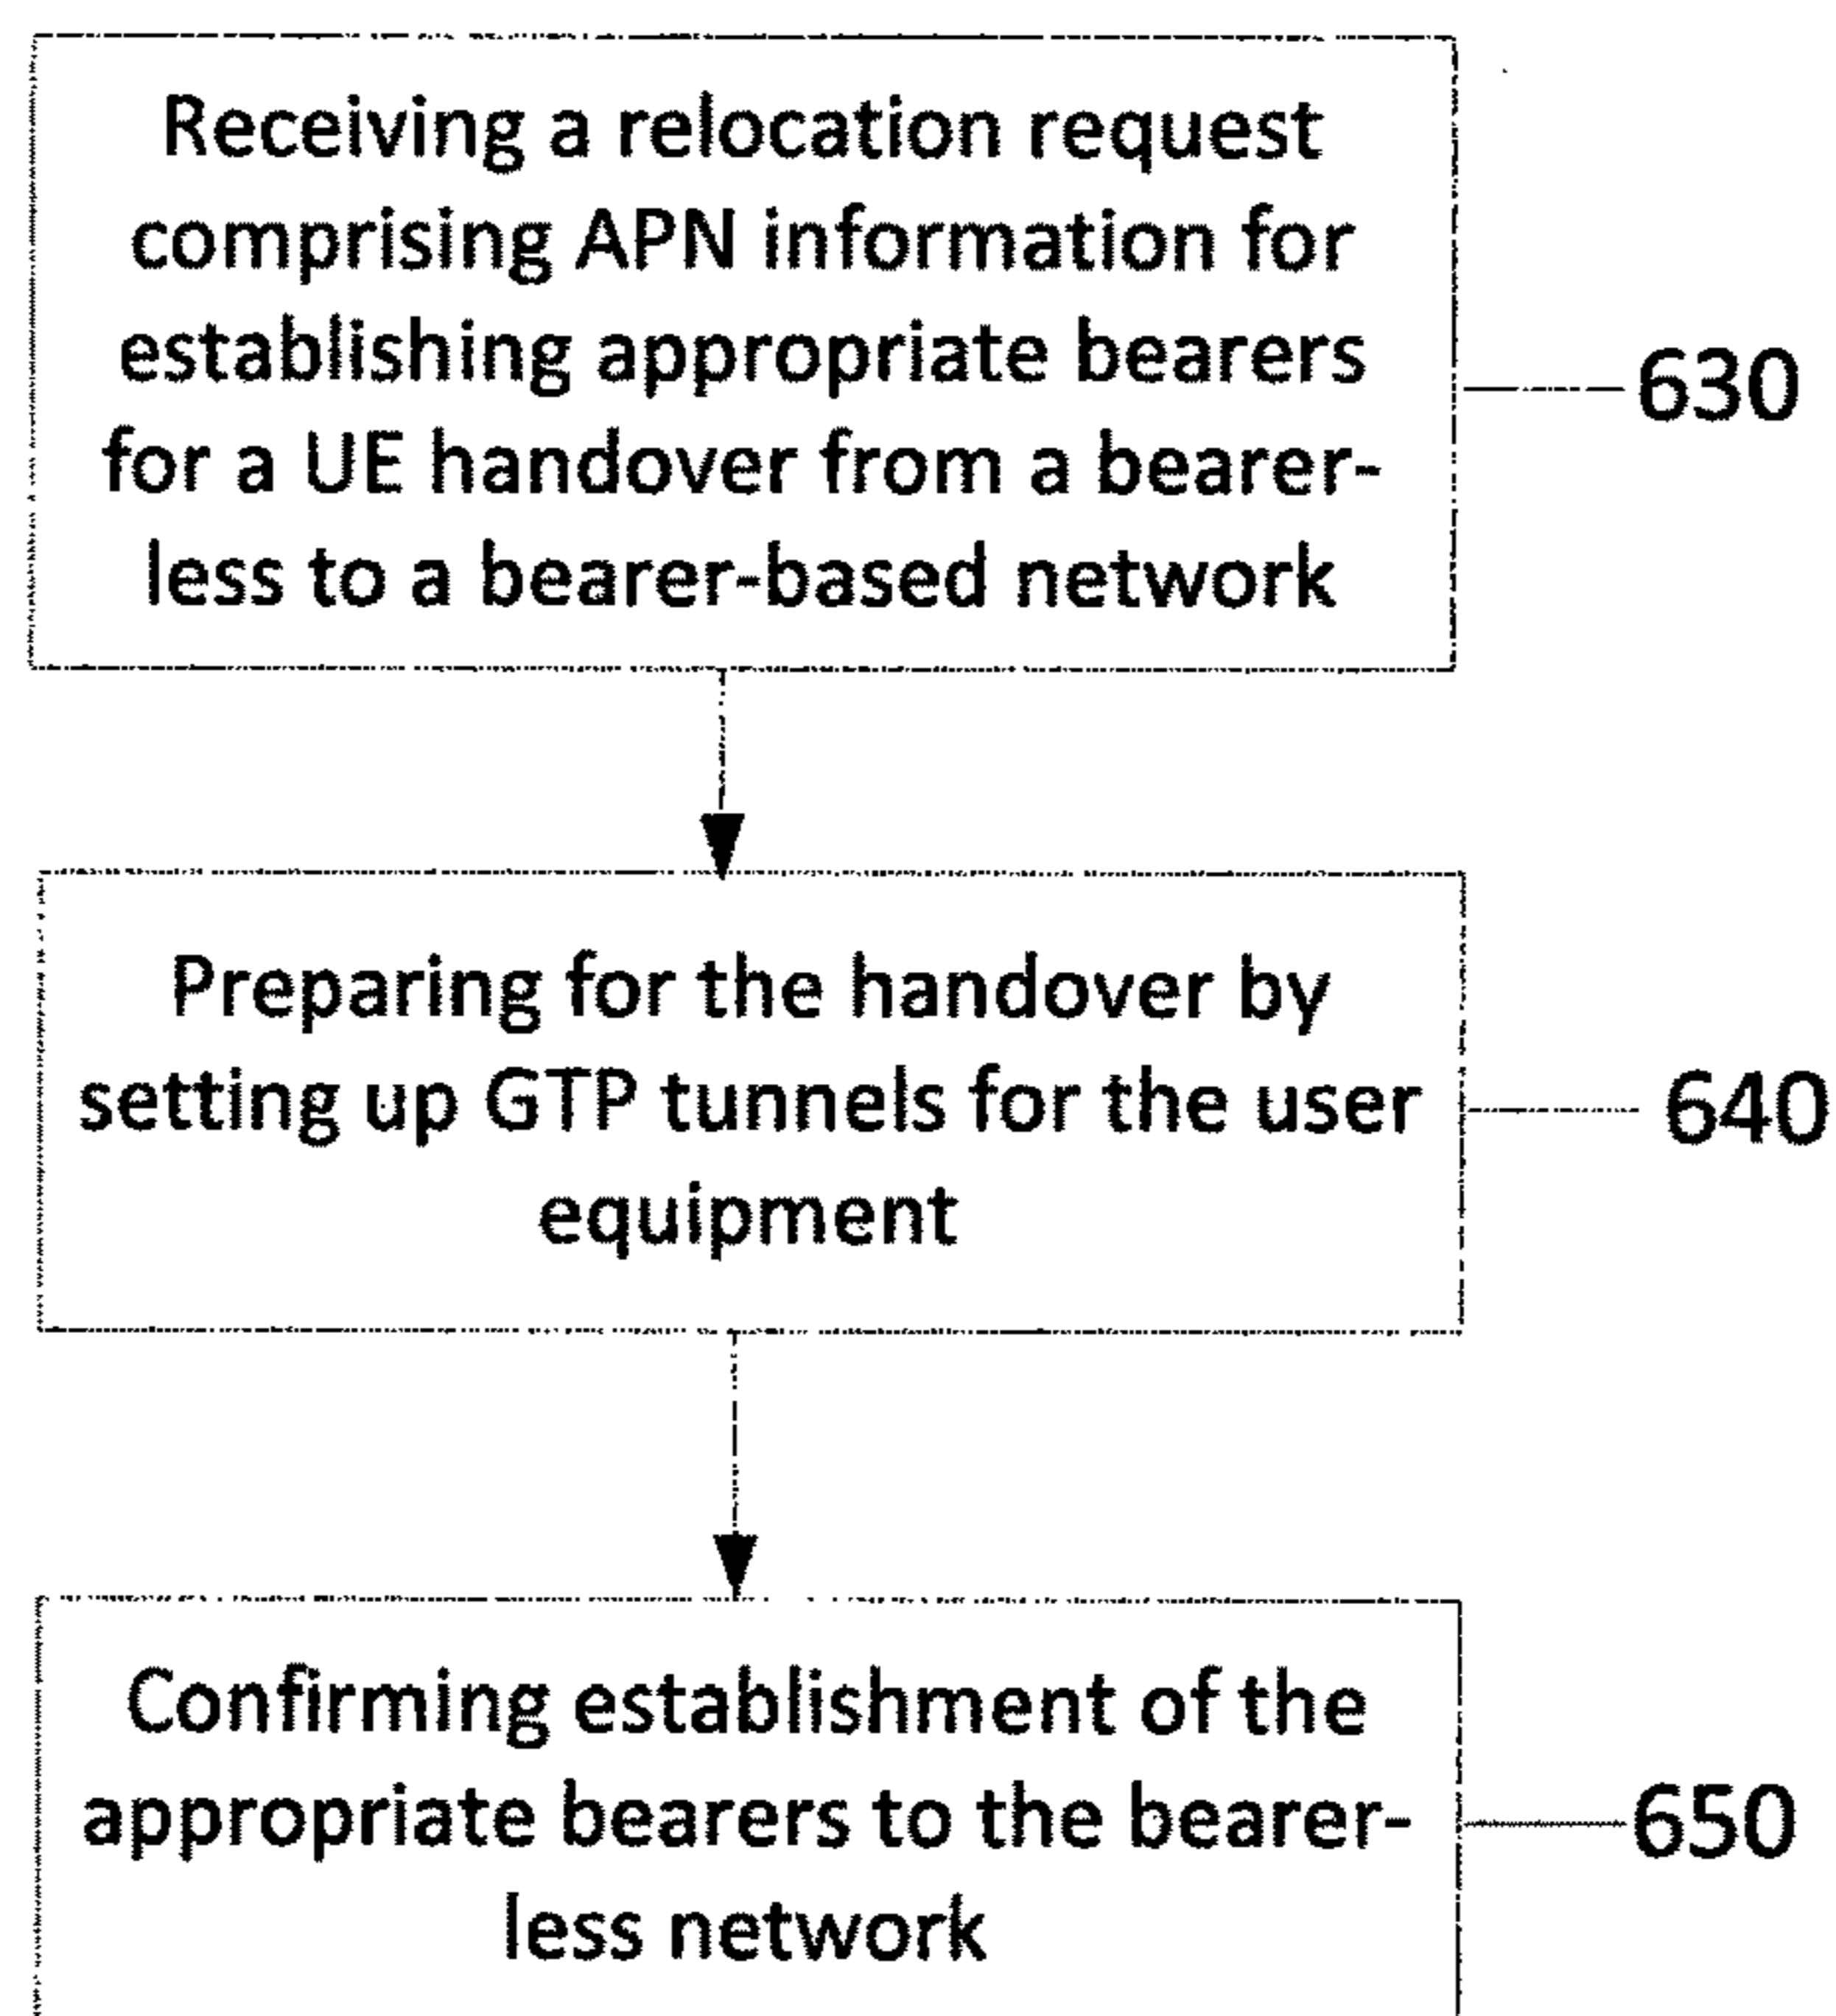 Receiving a relocation request
comprising APN information for
establishing appropriate bearers
for a UE handover from a bearer-
less to a bearer-based network
630
Preparing for the handover by
setting up GTP tunnels for the user
equipment
640
Confirming establishment of the
appropriate bearers to the bearer-
less network
650